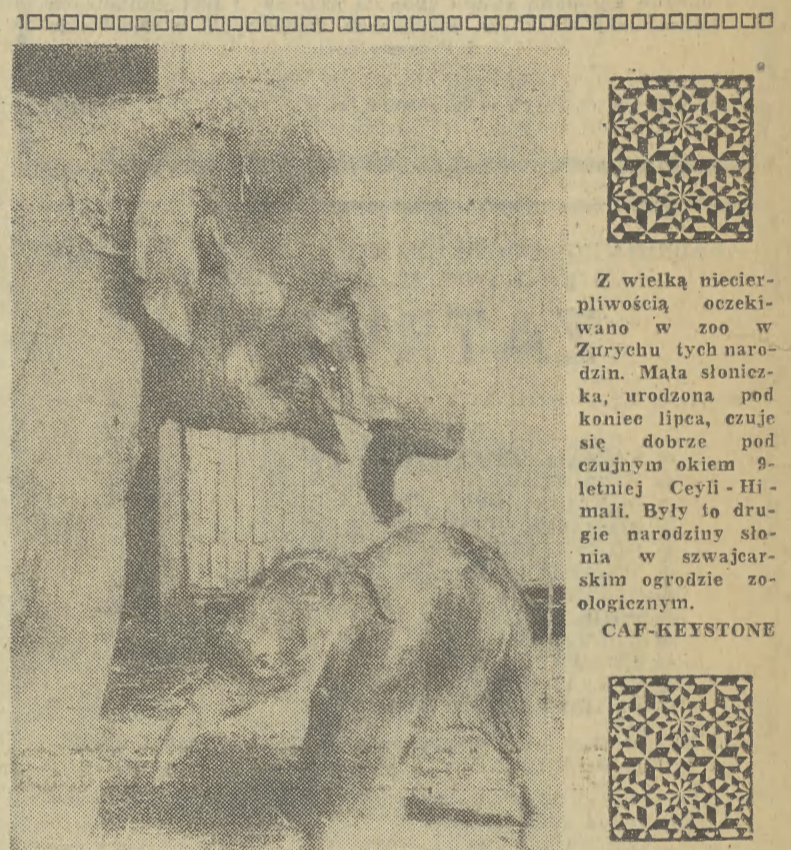 Z wielką niecier-
pliwością oczeki-
wano w zoo w
Zurychu tych naro-
dzin. Mała słonicz-
ka, urodzona pod
koniec lipca, czuje
się dobrze pod
czujnym okiem 9-
letniej Ceyli - Hi -
mali. Były to dru-
gie narodziny sło-
nia w szwajcar-
skim ogrodzie zo-
ologicznym.
CAF-KEYSTONE